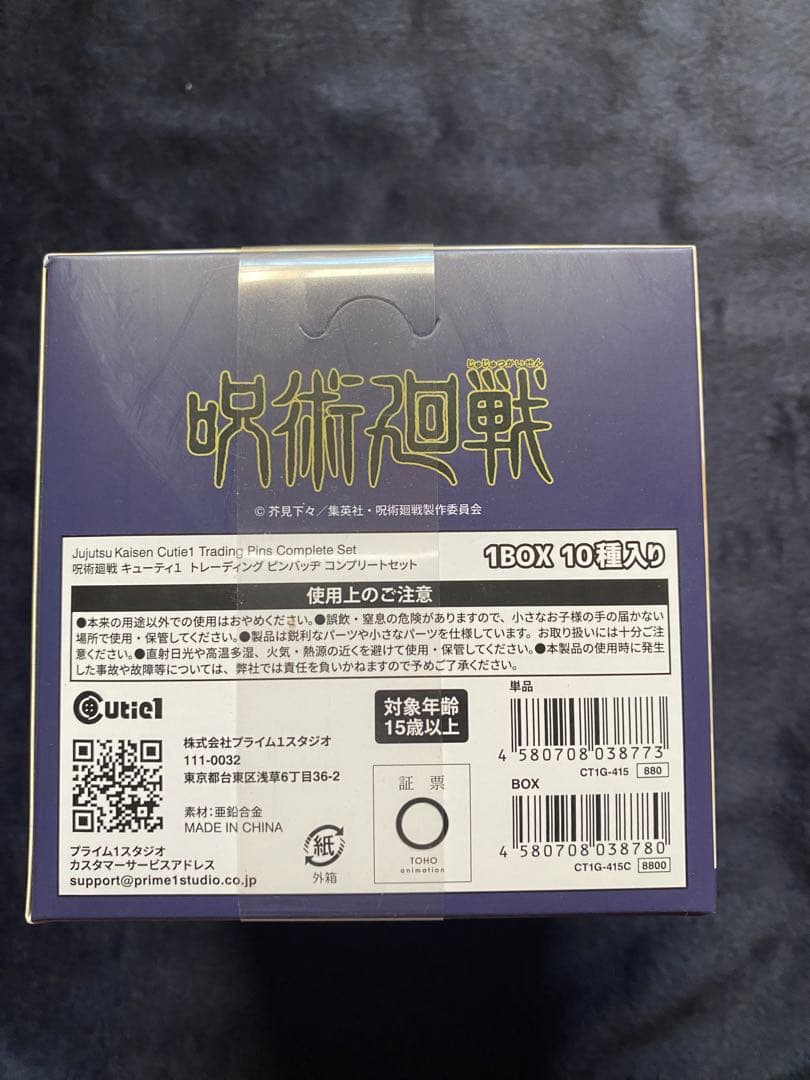 じゅじゅつかいせん
呪術廻戦
© 芥見下々／集英社・呪術廻戦製作委員会
Jujutsu Kaisen Cutie1 Trading Pins Complete Set
呪術廻戦 キューティ1 トレーディング ピンバッヂ コンプリートセット
1BOX 10種入り
使用上のご注意
●本来の用途以外での使用はおやめください。●誤飲・窒息の危険がありますので、小さなお子様の手の届かない
場所で使用・保管してください。●製品は鋭利なパーツや小さなパーツを仕様しています。お取り扱いには十分ご注
意ください。●直射日光や高温多湿、火気・熱源の近くを避けて使用・保管してください。●本製品の使用時に発生
した事故や故障等については、弊社では責任を負いかねますので予めご了承ください。
Cutie1
株式会社プライム1スタジオ
111-0032
東京都台東区浅草6丁目36-2
素材：亜鉛合金
MADE IN CHINA
プライム1スタジオ
カスタマーサービスアドレス
support@prime1studio.co.jp
紙
外箱
対象年齢
15歳以上
証 票
TOHO
animation
単品
4 580708 038773
CT1G-415 880
BOX
4 580708 038780
CT1G-415C 8800